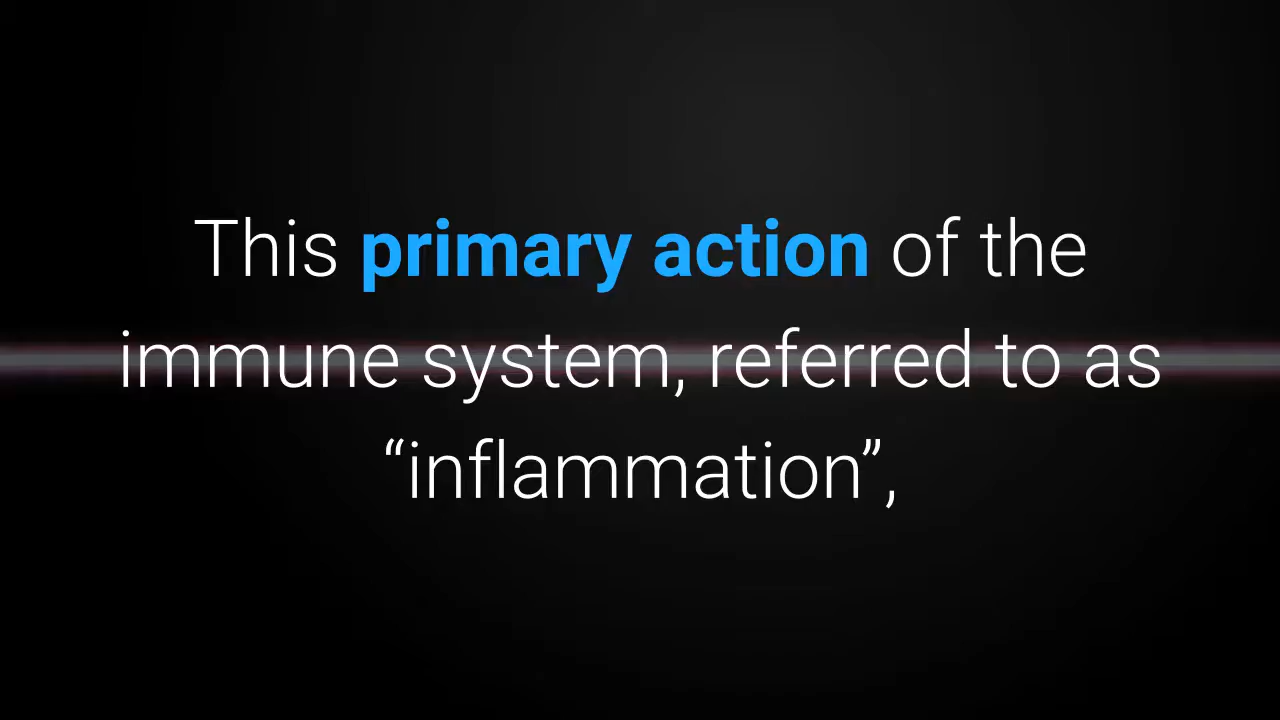 This primary action of the
immune system, referred to as
“inflammation”,